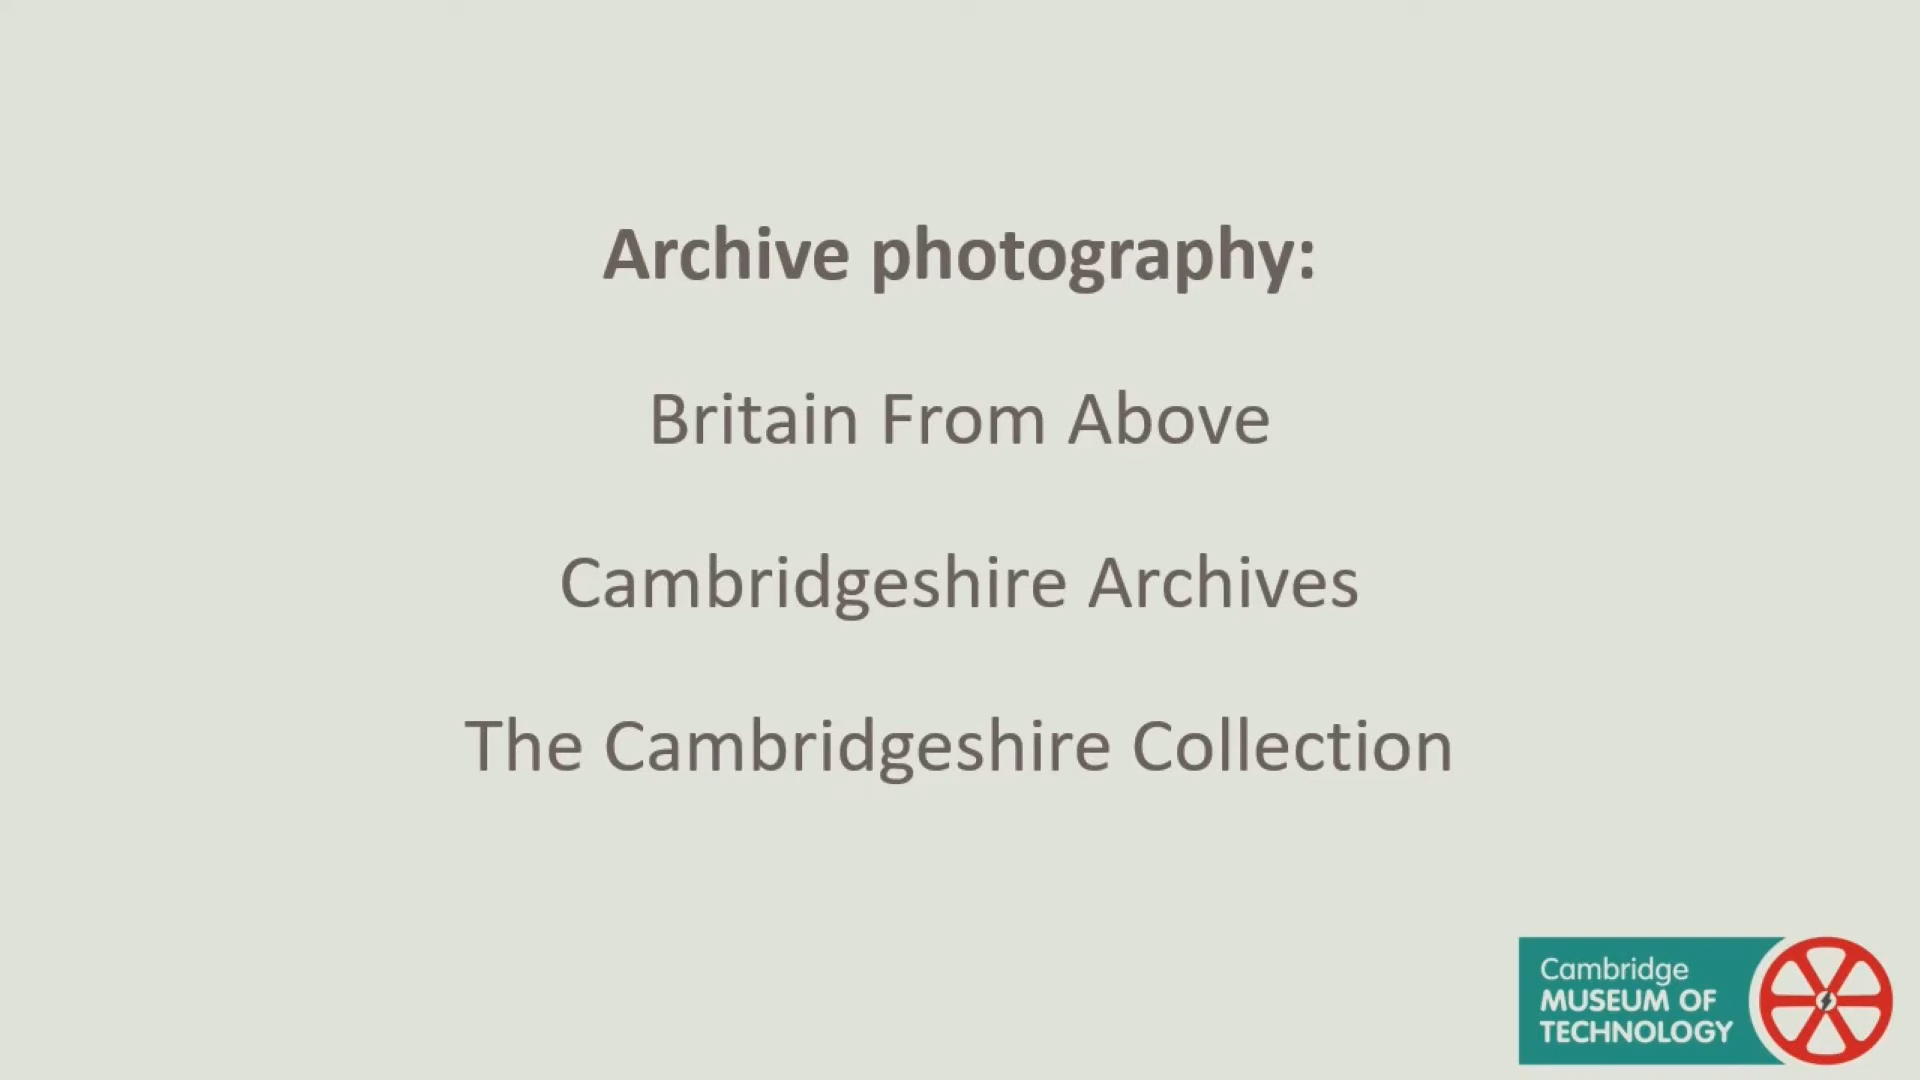 Archive photography:
Britain From Above
Cambridgeshire Archives
The Cambridgeshire Collection
Cambridge
MUSEUM OF
TECHNOLOGY